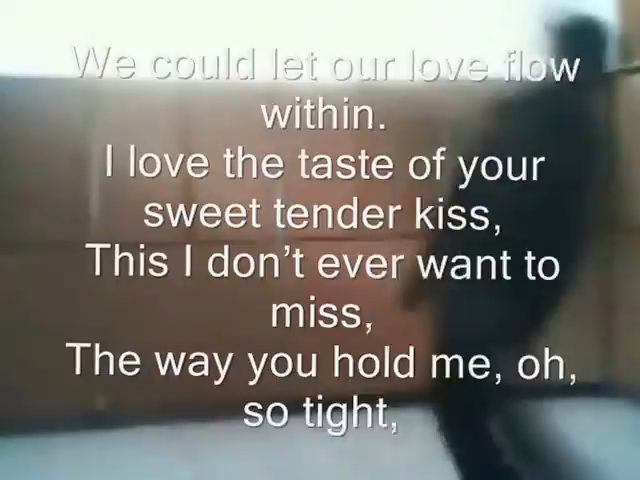 We could let our love flow
within.
I love the taste of your
sweet tender kiss,
This I don’t ever want to
miss,
The way you hold me, oh,
so tight,